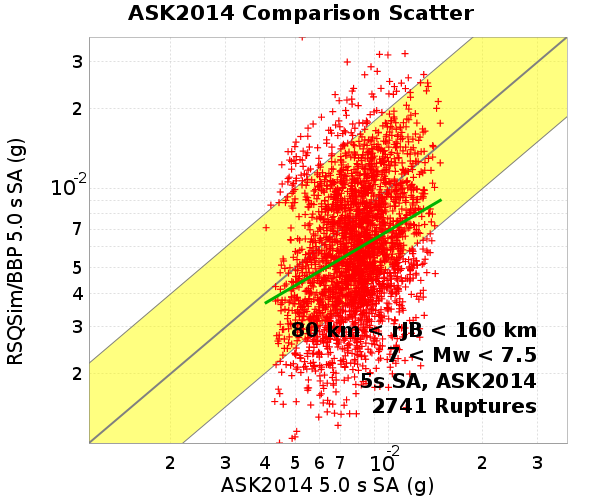 ASK2014 Comparison Scatter
RSQSim/BBP 5.0 s SA (g)
3
2
10-2
7
5
4
3
2
80 km < rJB < 160 km
7 < Mw < 7.5
5s SA, ASK2014
2741 Ruptures
2 3 4 5 6 7 10-2 2 3
ASK2014 5.0 s SA (g)